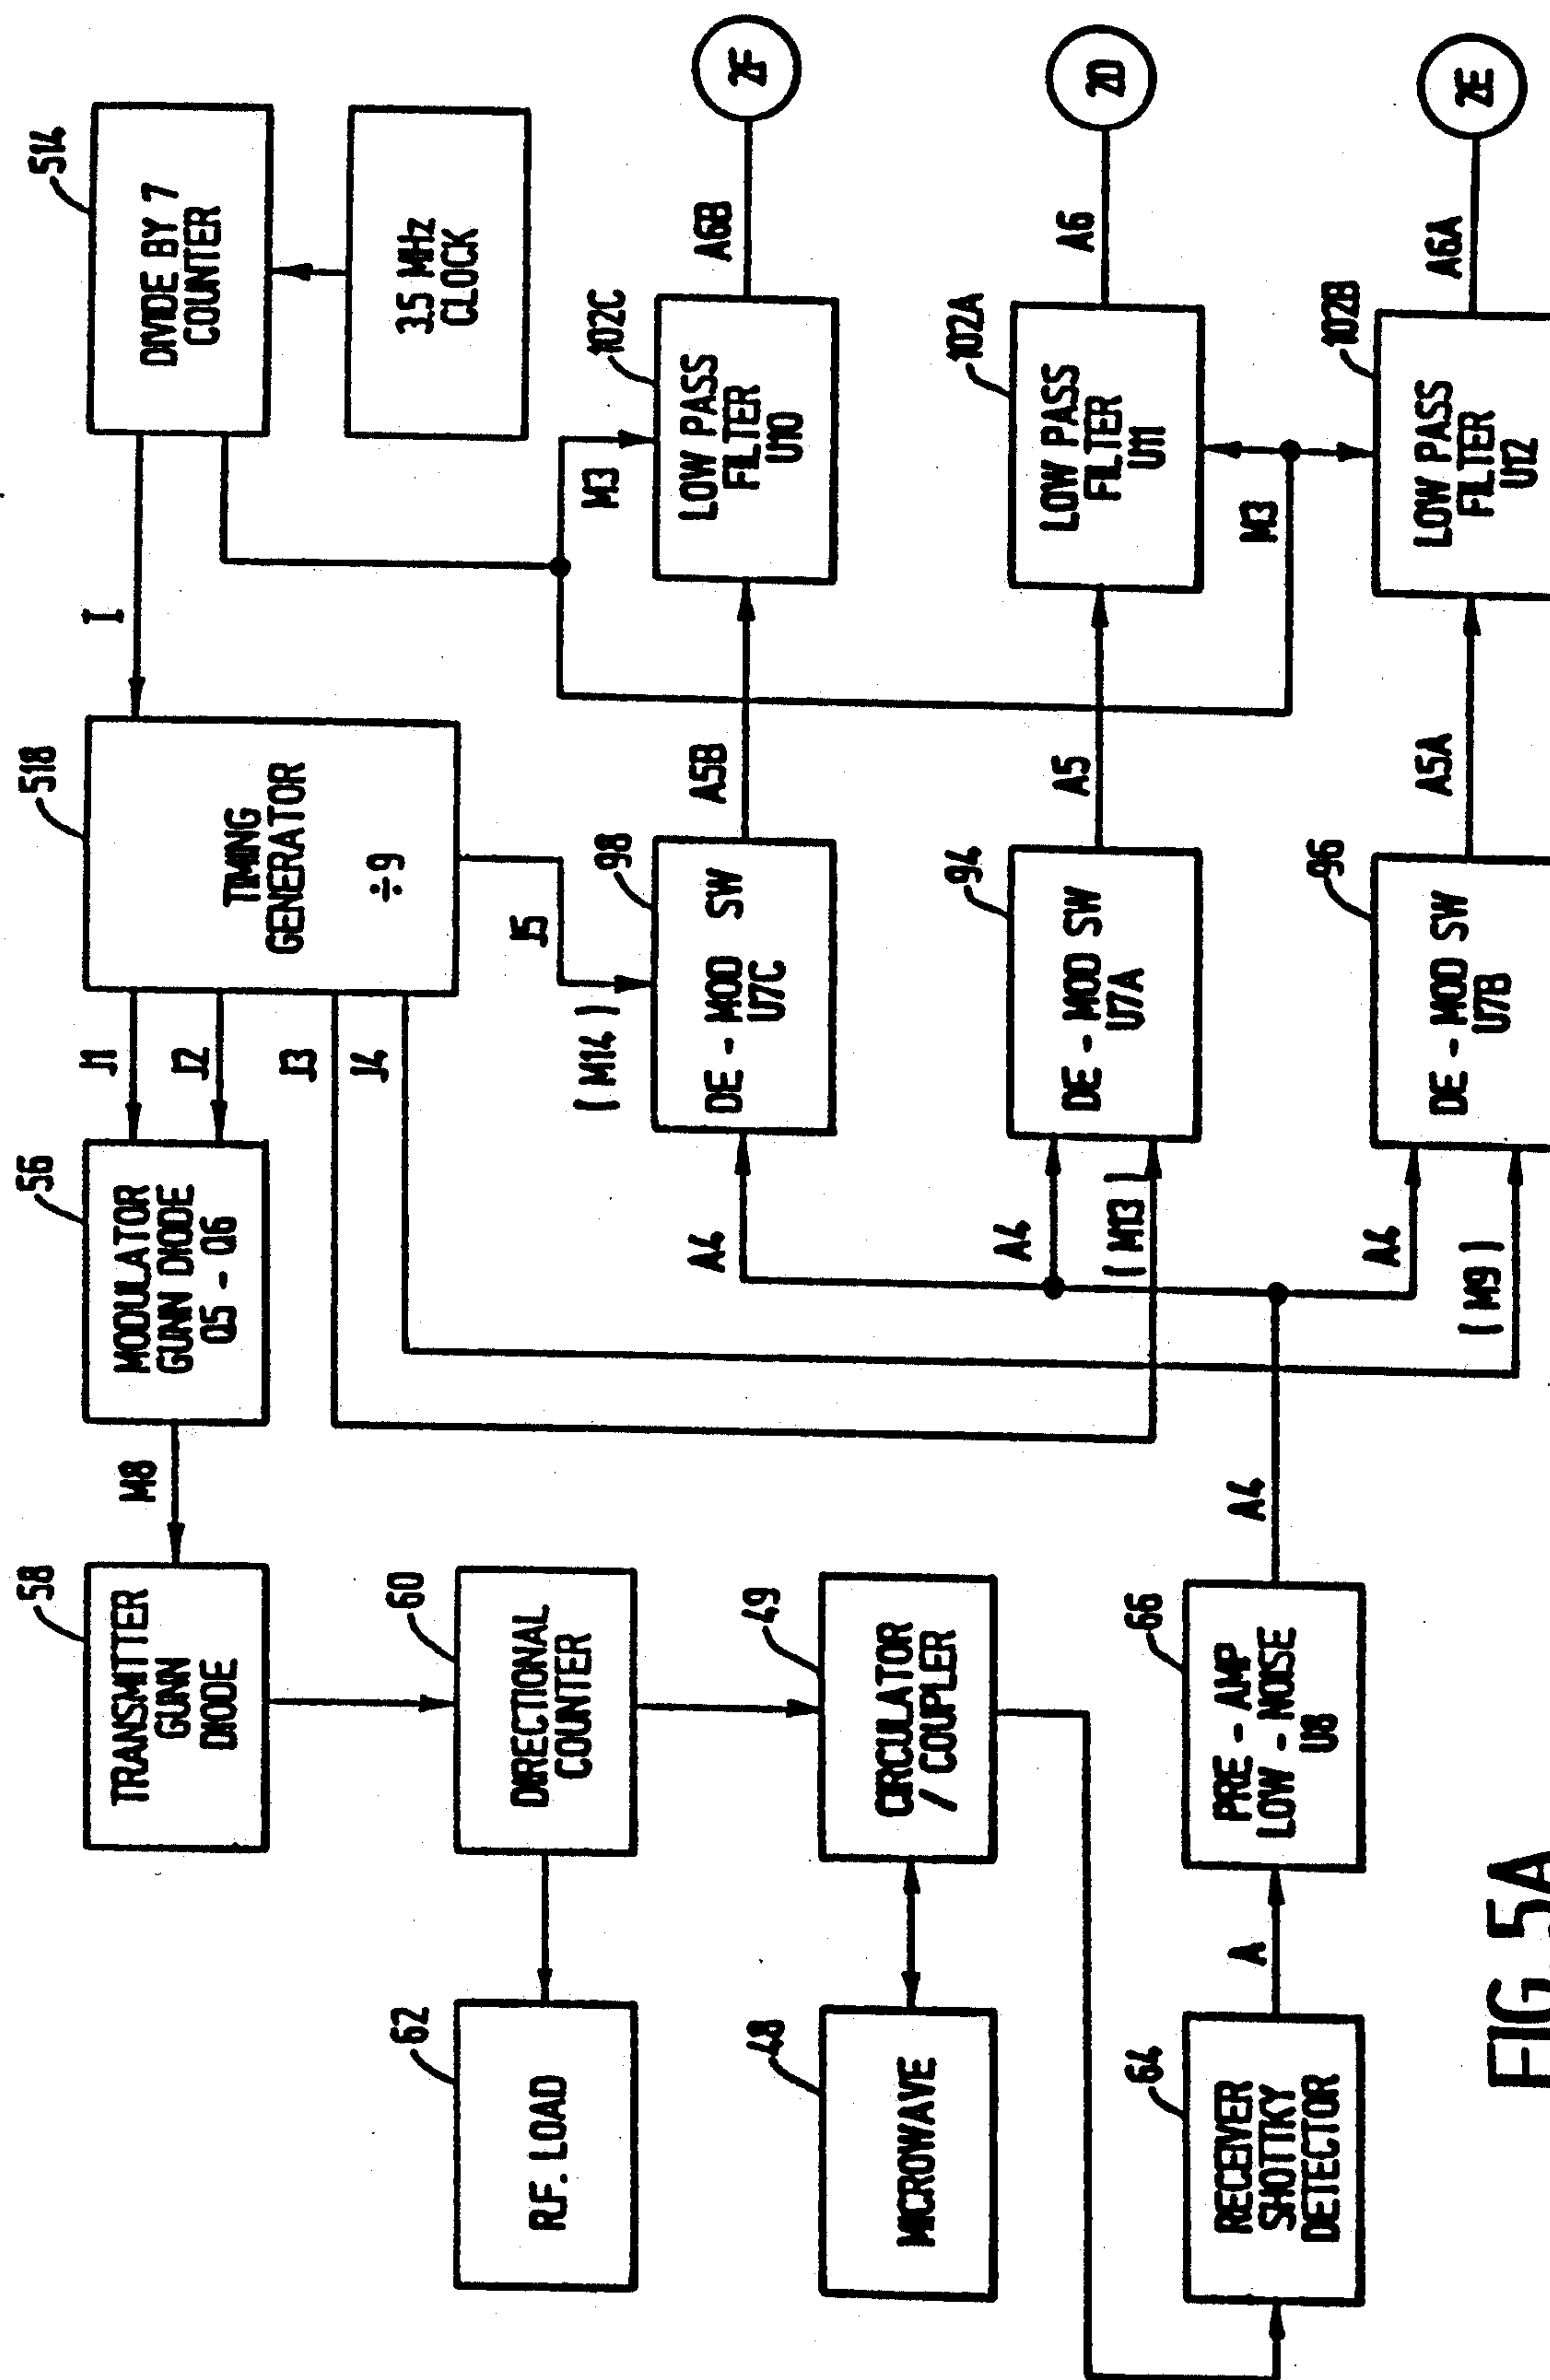 58
TRANSMITTER
GUNN
DIODE
M8
56
MODULATOR
GUNN DIODE
Q5 - Q6
J1
J2
J3
J4
518
TIMING
GENERATOR
÷9
I
514
DIVIDE BY 7
COUNTER
3.5 MHz
CLOCK
62
R.F. LOAD
60
DIRECTIONAL
COUNTER
J5
( M14 )
98
DE - MOD SW
U7C
A4
A5B
M3
102C
LOW PASS
FILTER
U10
A6B
2F
48
MICROWAVE
49
CIRCULATOR
/ COUPLER
A4
( M13 )
94
DE - MOD SW
U7A
A5
102A
LOW PASS
FILTER
U11
A6
2D
M3
64
RECEIVER
SHOTTKY
DETECTOR
A
66
PRE - AMP
LOW - NOISE
U8
A4
A4
( M9 )
96
DE - MOD SW
U7B
A5A
102B
LOW PASS
FILTER
U12
A6A
2E
FIG. 5A